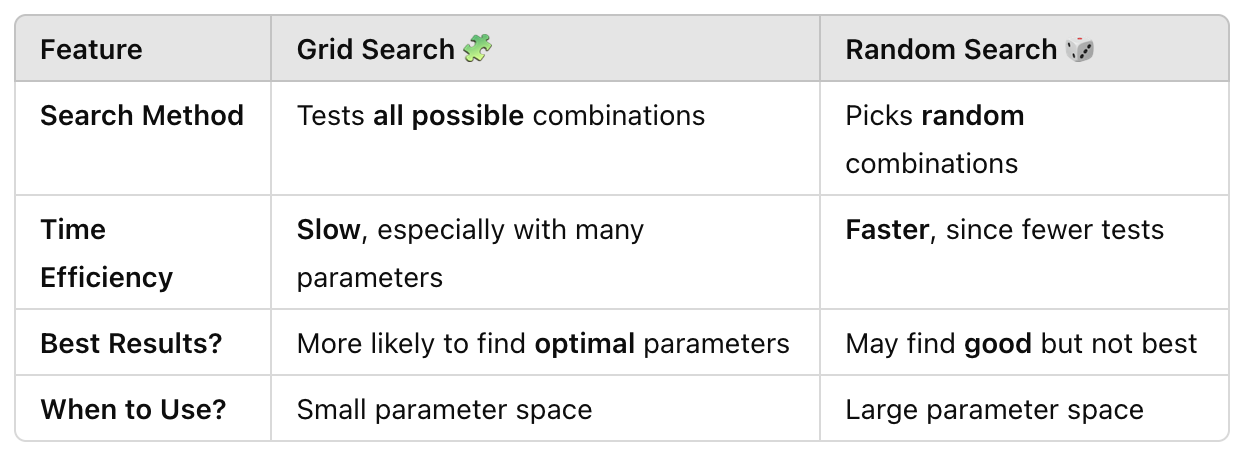 Feature Grid Search 🧩 Random Search 🎲
Search Method Tests all possible combinations Picks random
combinations
Time Slow, especially with many Faster, since fewer tests
Efficiency parameters
Best Results? More likely to find optimal parameters May find good but not best
When to Use? Small parameter space Large parameter space